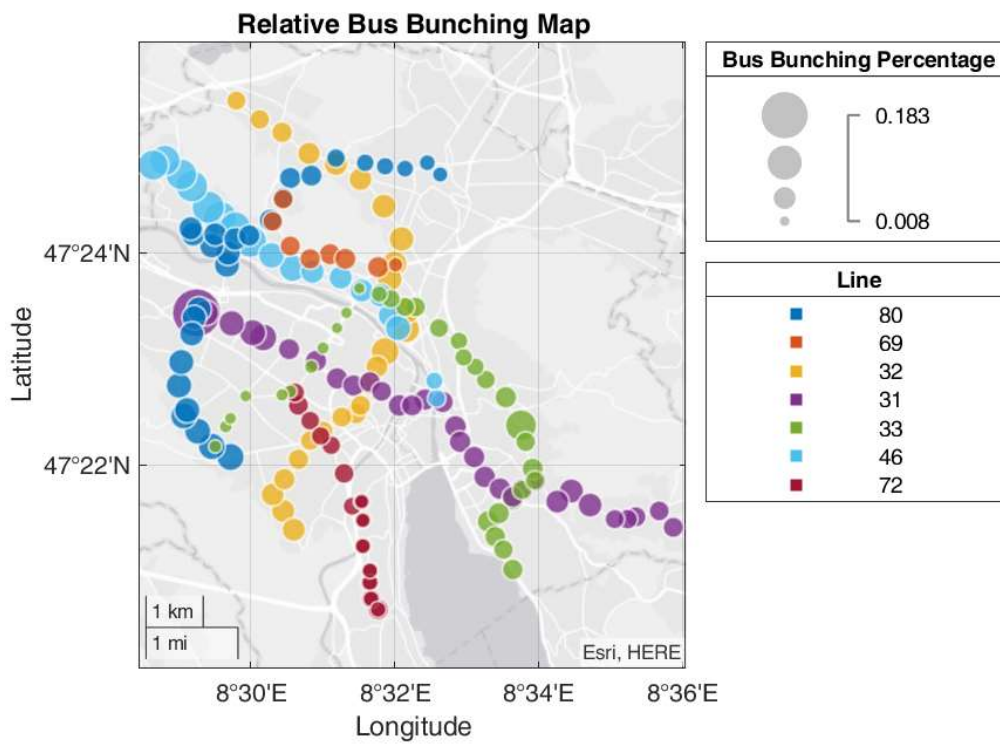 Relative Bus Bunching Map
Latitude
47°24'N
47°22'N
1 km
1 mi
Esri, HERE
8°30'E
8°32'E
8°34'E
8°36'E
Longitude
Bus Bunching Percentage
0.183
0.008
Line
80
69
32
31
33
46
72